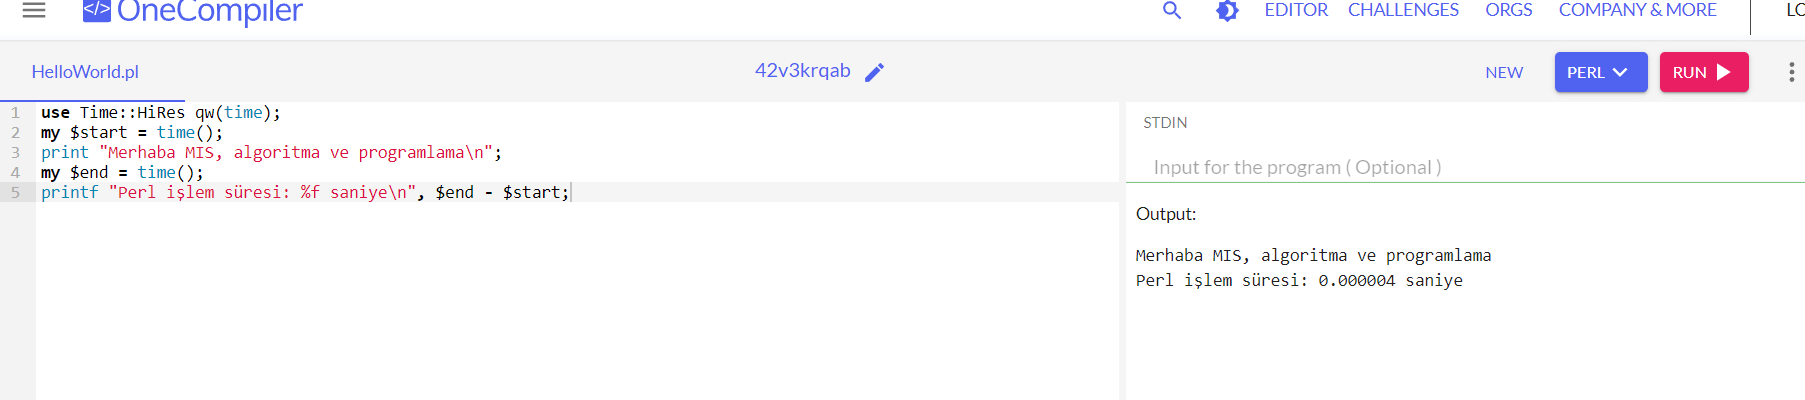 </> OneCompiler
EDITOR CHALLENGES ORGS COMPANY & MORE
HelloWorld.pl
42v3krqab
NEW PERL RUN
1 use Time::HiRes qw(time);
2 my $start = time();
3 print "Merhaba MIS, algoritma ve programlama\n";
4 my $end = time();
5 printf "Perl işlem süresi: %f saniye\n", $end - $start;
STDIN
Input for the program ( Optional )
Output:
Merhaba MIS, algoritma ve programlama
Perl işlem süresi: 0.000004 saniye